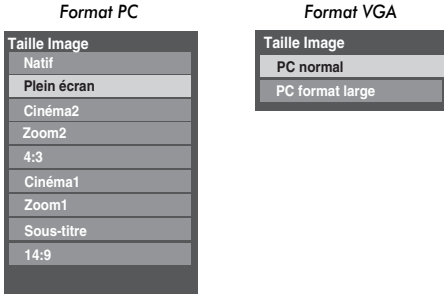 Format PC
Taille Image
Natif
Plein écran
Cinéma2
Zoom2
4:3
Cinéma1
Zoom1
Sous-titre
14:9
Format VGA
Taille Image
PC normal
PC format large